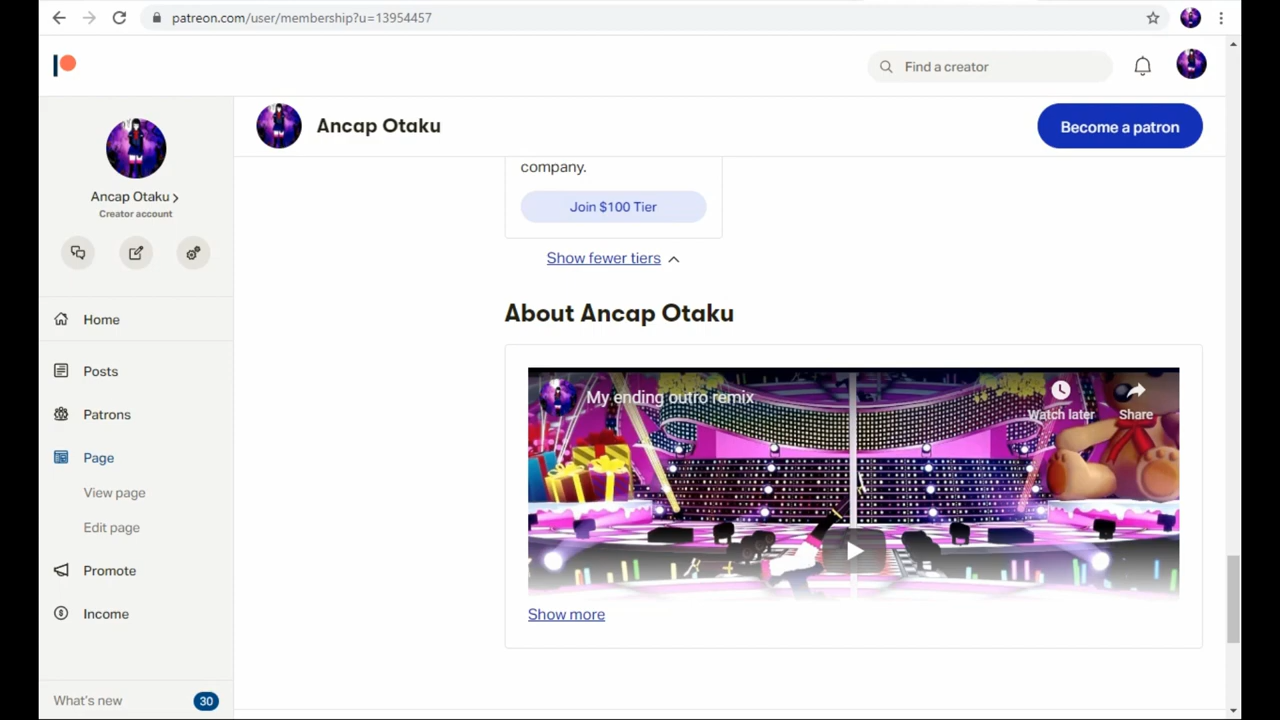 patreon.com/user/membership?u=13954457
Find a creator
Ancap Otaku
Creator account
Home
Posts
Patrons
Page
View page
Edit page
Promote
Income
What's new
30
Ancap Otaku
Become a patron
company.
Join $100 Tier
Show fewer tiers
About Ancap Otaku
My ending outro remix
Watch later
Share
Show more